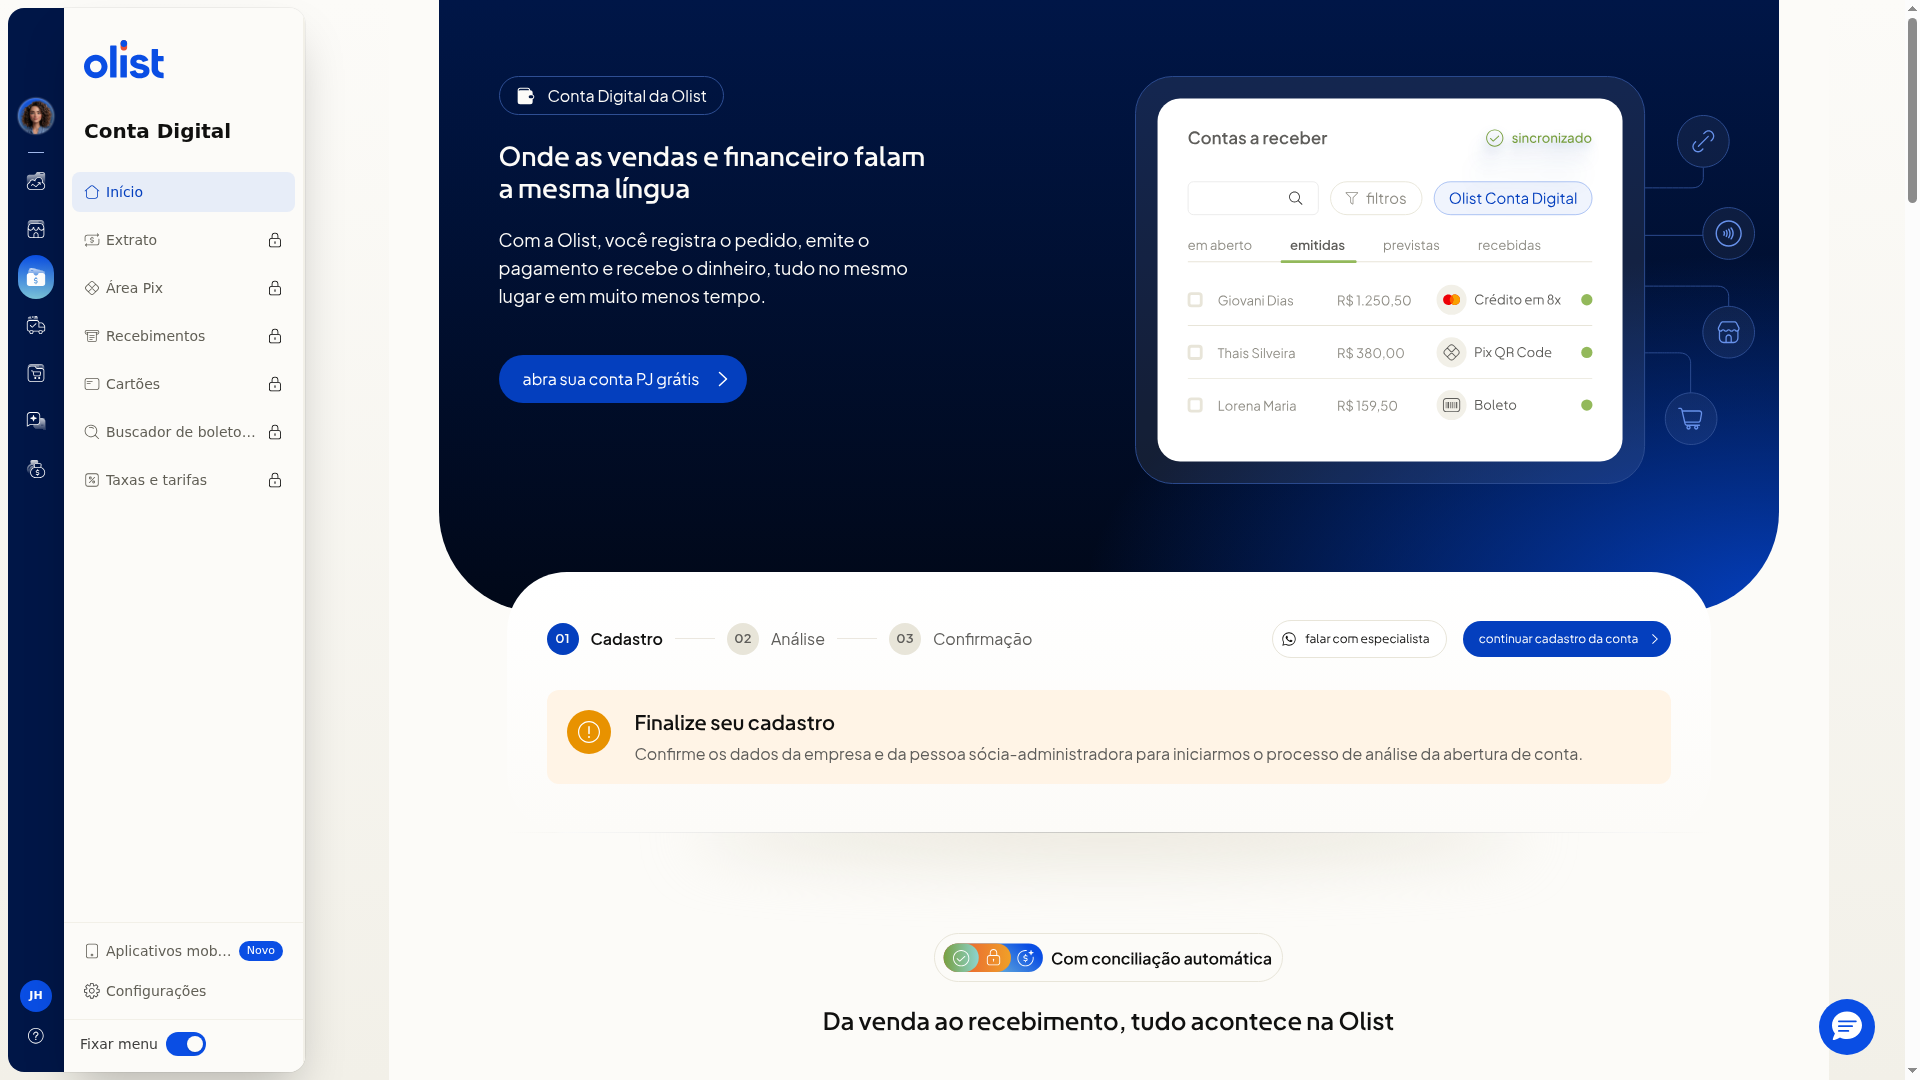 olist
Conta Digital
Início
Extrato
Área Pix
Recebimentos
Cartões
Buscador de boleto...
Taxas e tarifas
Aplicativos mob... Novo
Configurações
Fixar menu
JH
Conta Digital da Olist
Onde as vendas e financeiro falam
a mesma língua
Com a Olist, você registra o pedido, emite o
pagamento e recebe o dinheiro, tudo no mesmo
lugar e em muito menos tempo.
abra sua conta PJ grátis
Contas a receber sincronizado
filtros Olist Conta Digital
em aberto emitidas previstas recebidas
Giovani Dias R$ 1.250,50 Crédito em 8x
Thais Silveira R$ 380,00 Pix QR Code
Lorena Maria R$ 159,50 Boleto
01 Cadastro 02 Análise 03 Confirmação falar com especialista continuar cadastro da conta
Finalize seu cadastro
Confirme os dados da empresa e da pessoa sócia-administradora para iniciarmos o processo de análise da abertura de conta.
Com conciliação automática
Da venda ao recebimento, tudo acontece na Olist